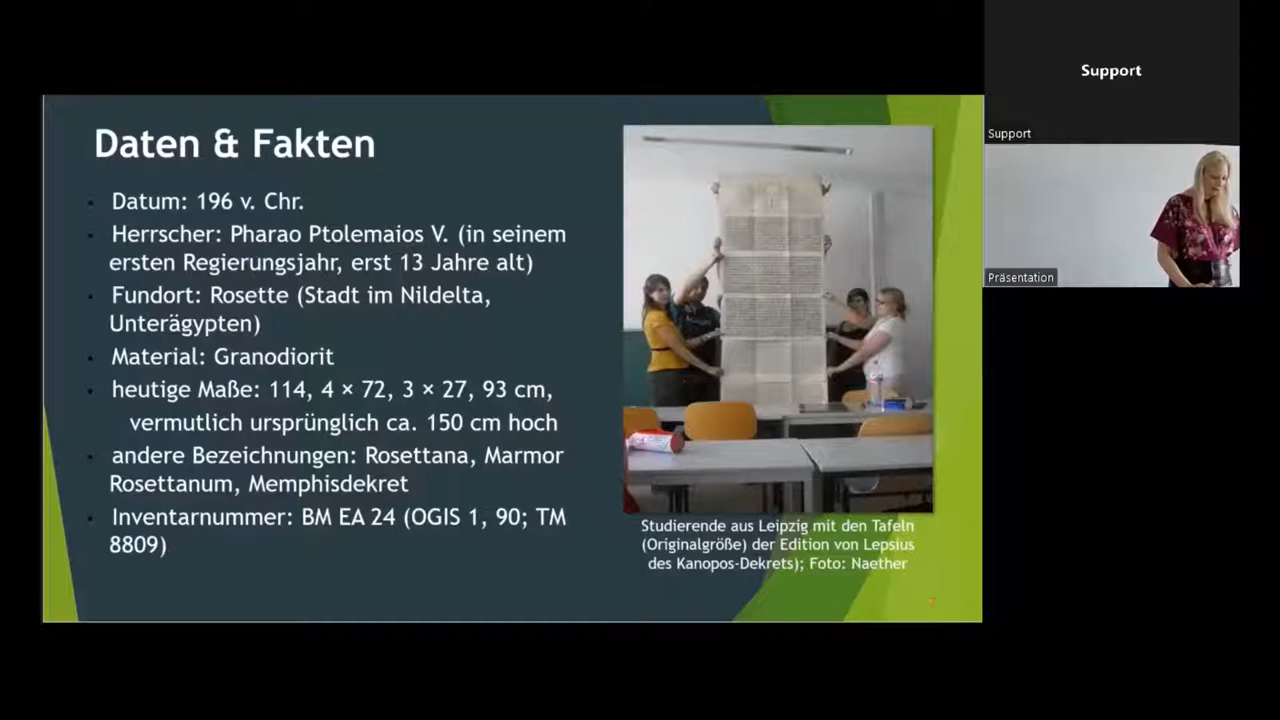 Daten & Fakten
Datum: 196 v. Chr.
Herrscher: Pharao Ptolemaios V. (in seinem
ersten Regierungsjahr, erst 13 Jahre alt)
Fundort: Rosette (Stadt im Nildelta,
Unterägypten)
Material: Granodiorit
heutige Maße: 114, 4 × 72, 3 × 27, 93 cm,
vermutlich ursprünglich ca. 150 cm hoch
andere Bezeichnungen: Rosettana, Marmor
Rosettanum, Memphisdekret
Inventarnummer: BM EA 24 (OGIS 1, 90; TM
8809)
Studierende aus Leipzig mit den Tafeln
(Originalgröße) der Edition von Lepsius
des Kanopos-Dekrets); Foto: Naether
Support
Support
Präsentation